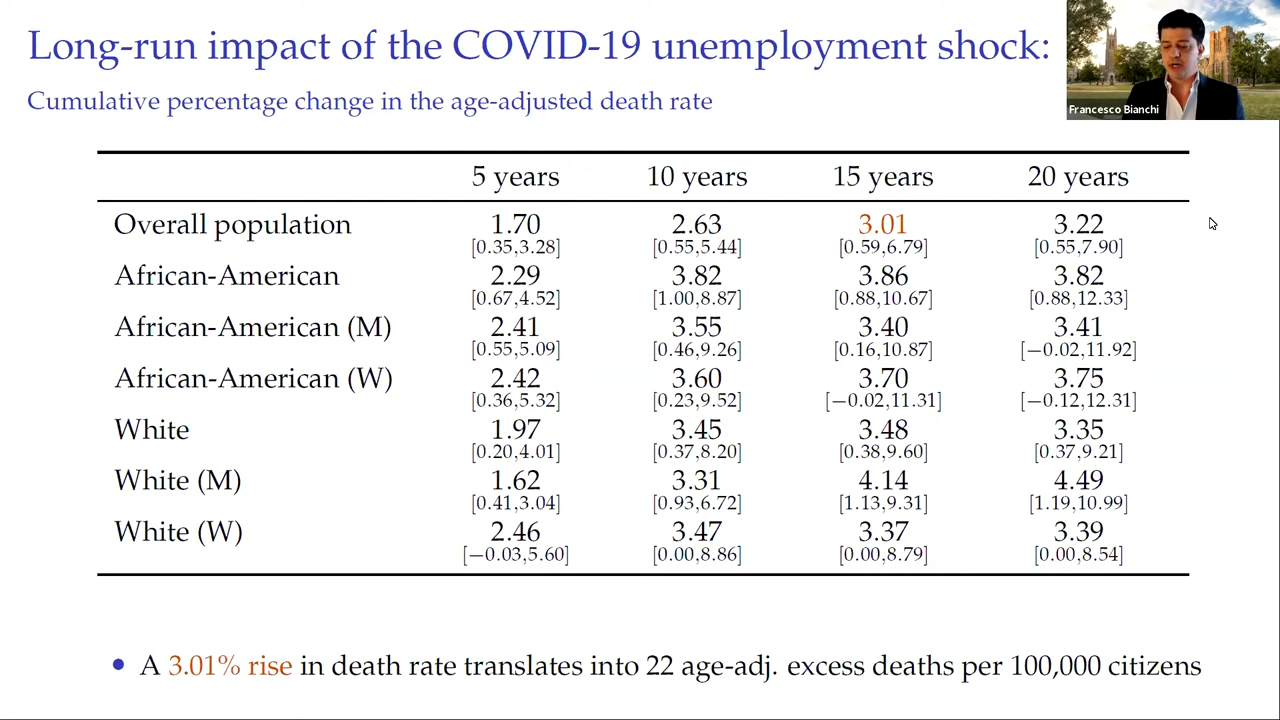 Long-run impact of the COVID-19 unemployment shock:
Cumulative percentage change in the age-adjusted death rate
Francesco Bianchi
5 years 10 years 15 years 20 years
Overall population 1.70 2.63 3.01 3.22
[0.35,3.28] [0.55,5.44] [0.59,6.79] [0.55,7.90]
African-American 2.29 3.82 3.86 3.82
[0.67,4.52] [1.00,8.87] [0.88,10.67] [0.88,12.33]
African-American (M) 2.41 3.55 3.40 3.41
[0.55,5.09] [0.46,9.26] [0.16,10.87] [−0.02,11.92]
African-American (W) 2.42 3.60 3.70 3.75
[0.36,5.32] [0.23,9.52] [−0.02,11.31] [−0.12,12.31]
White 1.97 3.45 3.48 3.35
[0.20,4.01] [0.37,8.20] [0.38,9.60] [0.37,9.21]
White (M) 1.62 3.31 4.14 4.49
[0.41,3.04] [0.93,6.72] [1.13,9.31] [1.19,10.99]
White (W) 2.46 3.47 3.37 3.39
[−0.03,5.60] [0.00,8.86] [0.00,8.79] [0.00,8.54]
• A 3.01% rise in death rate translates into 22 age-adj. excess deaths per 100,000 citizens